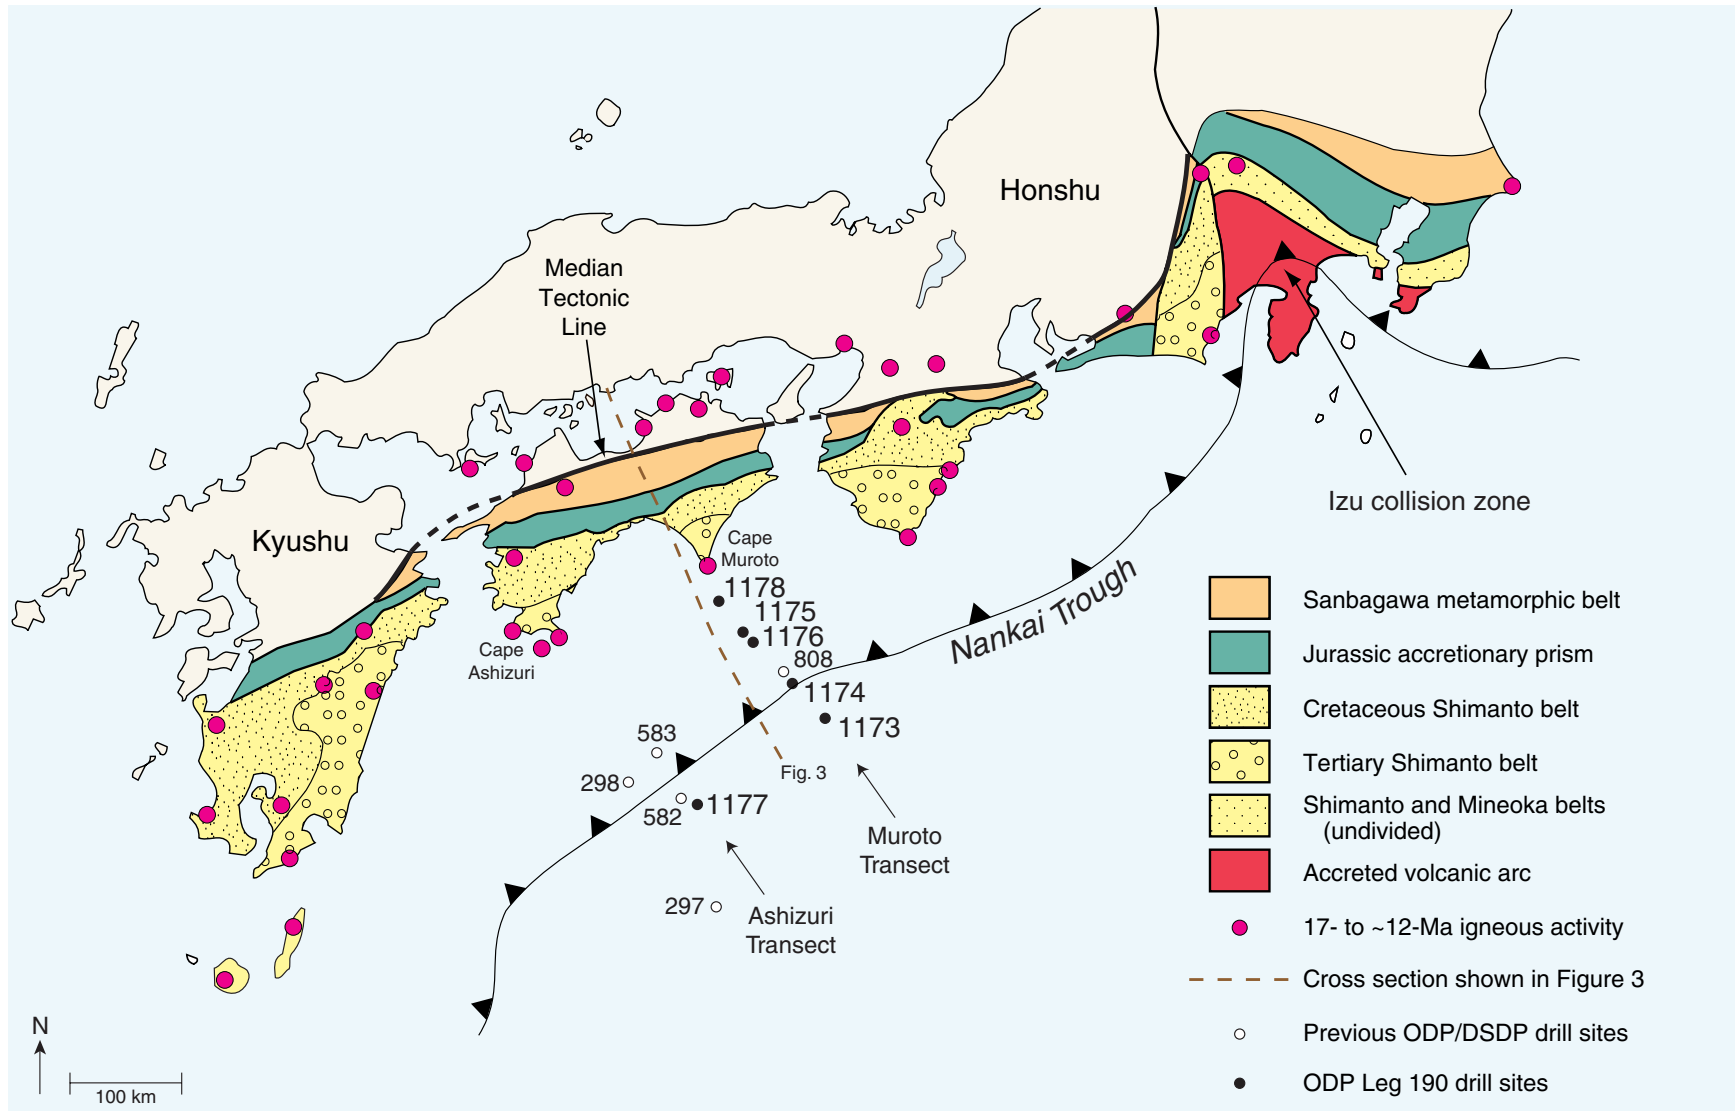 Honshu
Median
Tectonic
Line
Izu collision zone
Kyushu
Cape
Muroto
1178
1175
1176
808
1174
1173
Nankai Trough
Cape
Ashizuri
583
298
582
1177
Fig. 3
Muroto
Transect
297
Ashizuri
Transect
Sanbagawa metamorphic belt
Jurassic accretionary prism
Cretaceous Shimanto belt
Tertiary Shimanto belt
Shimanto and Mineoka belts
(undivided)
Accreted volcanic arc
17- to ~12-Ma igneous activity
Cross section shown in Figure 3
Previous ODP/DSDP drill sites
ODP Leg 190 drill sites
N
100 km